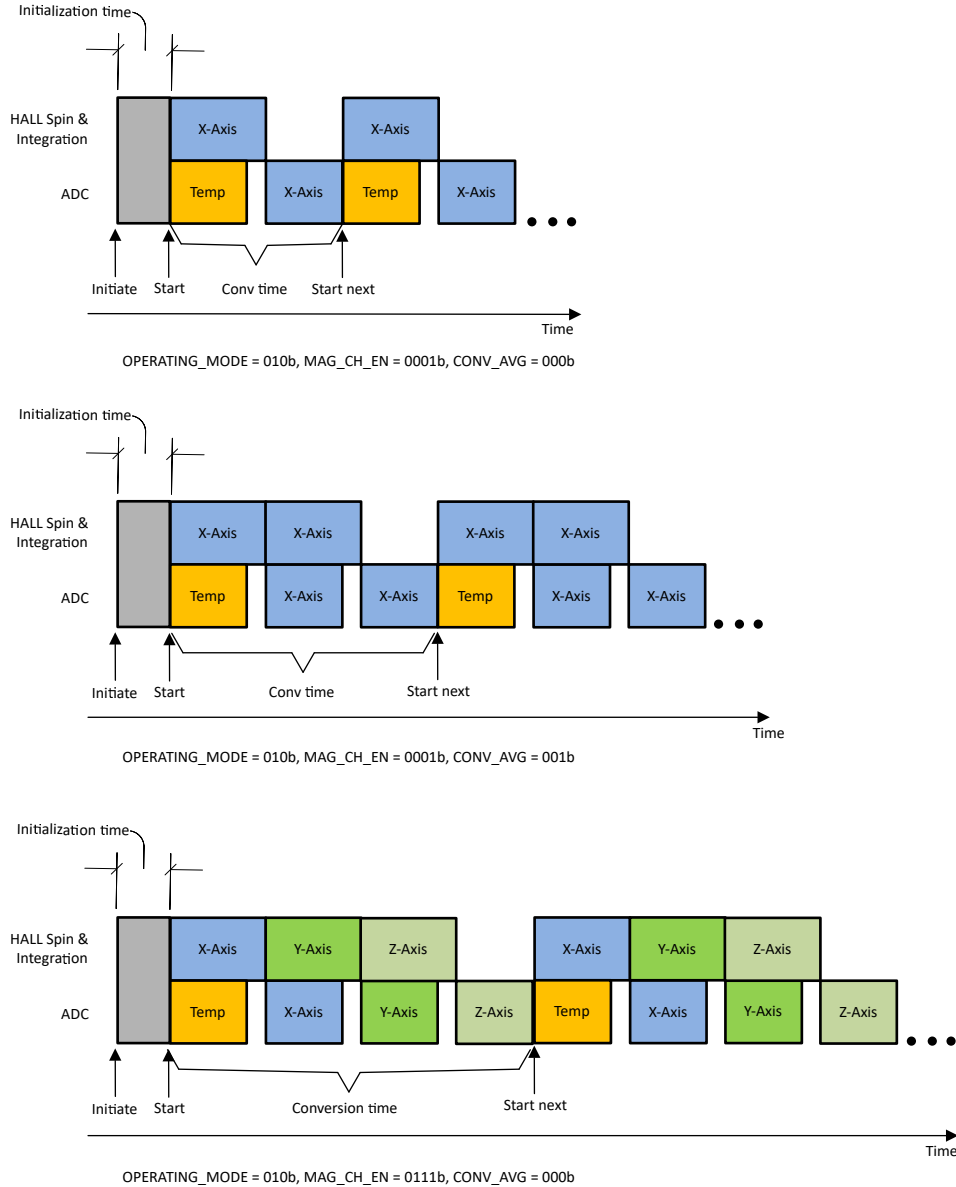 Initialization time
HALL Spin &
Integration
X-Axis
X-Axis
ADC
Temp
X-Axis
Temp
X-Axis
Initiate
Start
Conv time
Start next
Time
OPERATING_MODE = 010b, MAG_CH_EN = 0001b, CONV_AVG = 000b
Initialization time
HALL Spin &
Integration
X-Axis
X-Axis
X-Axis
X-Axis
ADC
Temp
X-Axis
X-Axis
Temp
X-Axis
X-Axis
Initiate
Start
Conv time
Start next
Time
OPERATING_MODE = 010b, MAG_CH_EN = 0001b, CONV_AVG = 001b
Initialization time
HALL Spin &
Integration
X-Axis
Y-Axis
Z-Axis
X-Axis
Y-Axis
Z-Axis
ADC
Temp
X-Axis
Y-Axis
Z-Axis
Temp
X-Axis
Y-Axis
Z-Axis
Initiate
Start
Conversion time
Start next
Time
OPERATING_MODE = 010b, MAG_CH_EN = 0111b, CONV_AVG = 000b